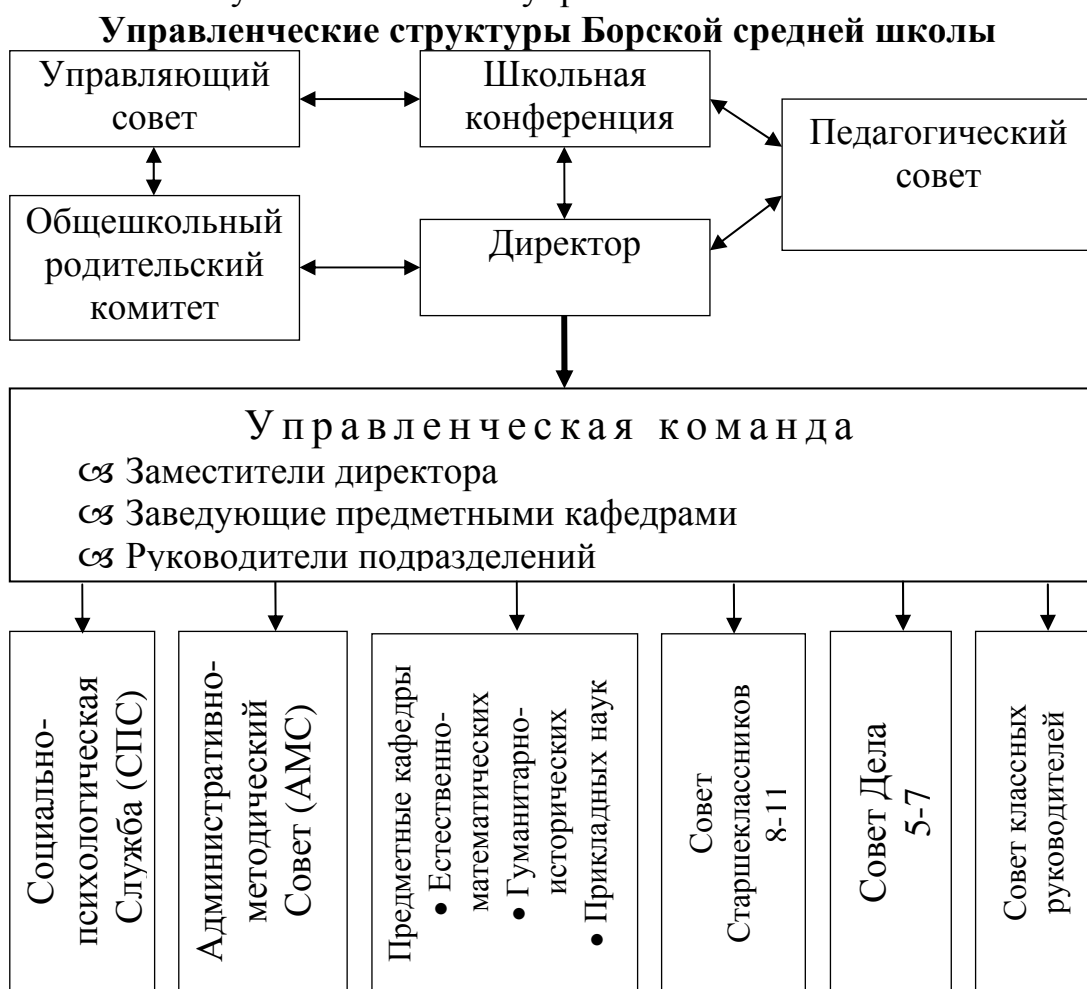 Управленческие структуры Борской средней школы
Управляющий
совет
Школьная
конференция
Педагогический
совет
Общешкольный
родительский
комитет
Директор
Управленческая команда
Заместители директора
Заведующие предметными кафедрами
Руководители подразделений
Социально-
психологическая
Служба (СПС)
Административно-
методический
Совет (АМС)
Предметные кафедры
• Естественно-
математических
• Гуманитарно-
исторических
• Прикладных наук
Совет
Старшеклассников
8-11
Совет Дела
5-7
Совет классных
руководителей